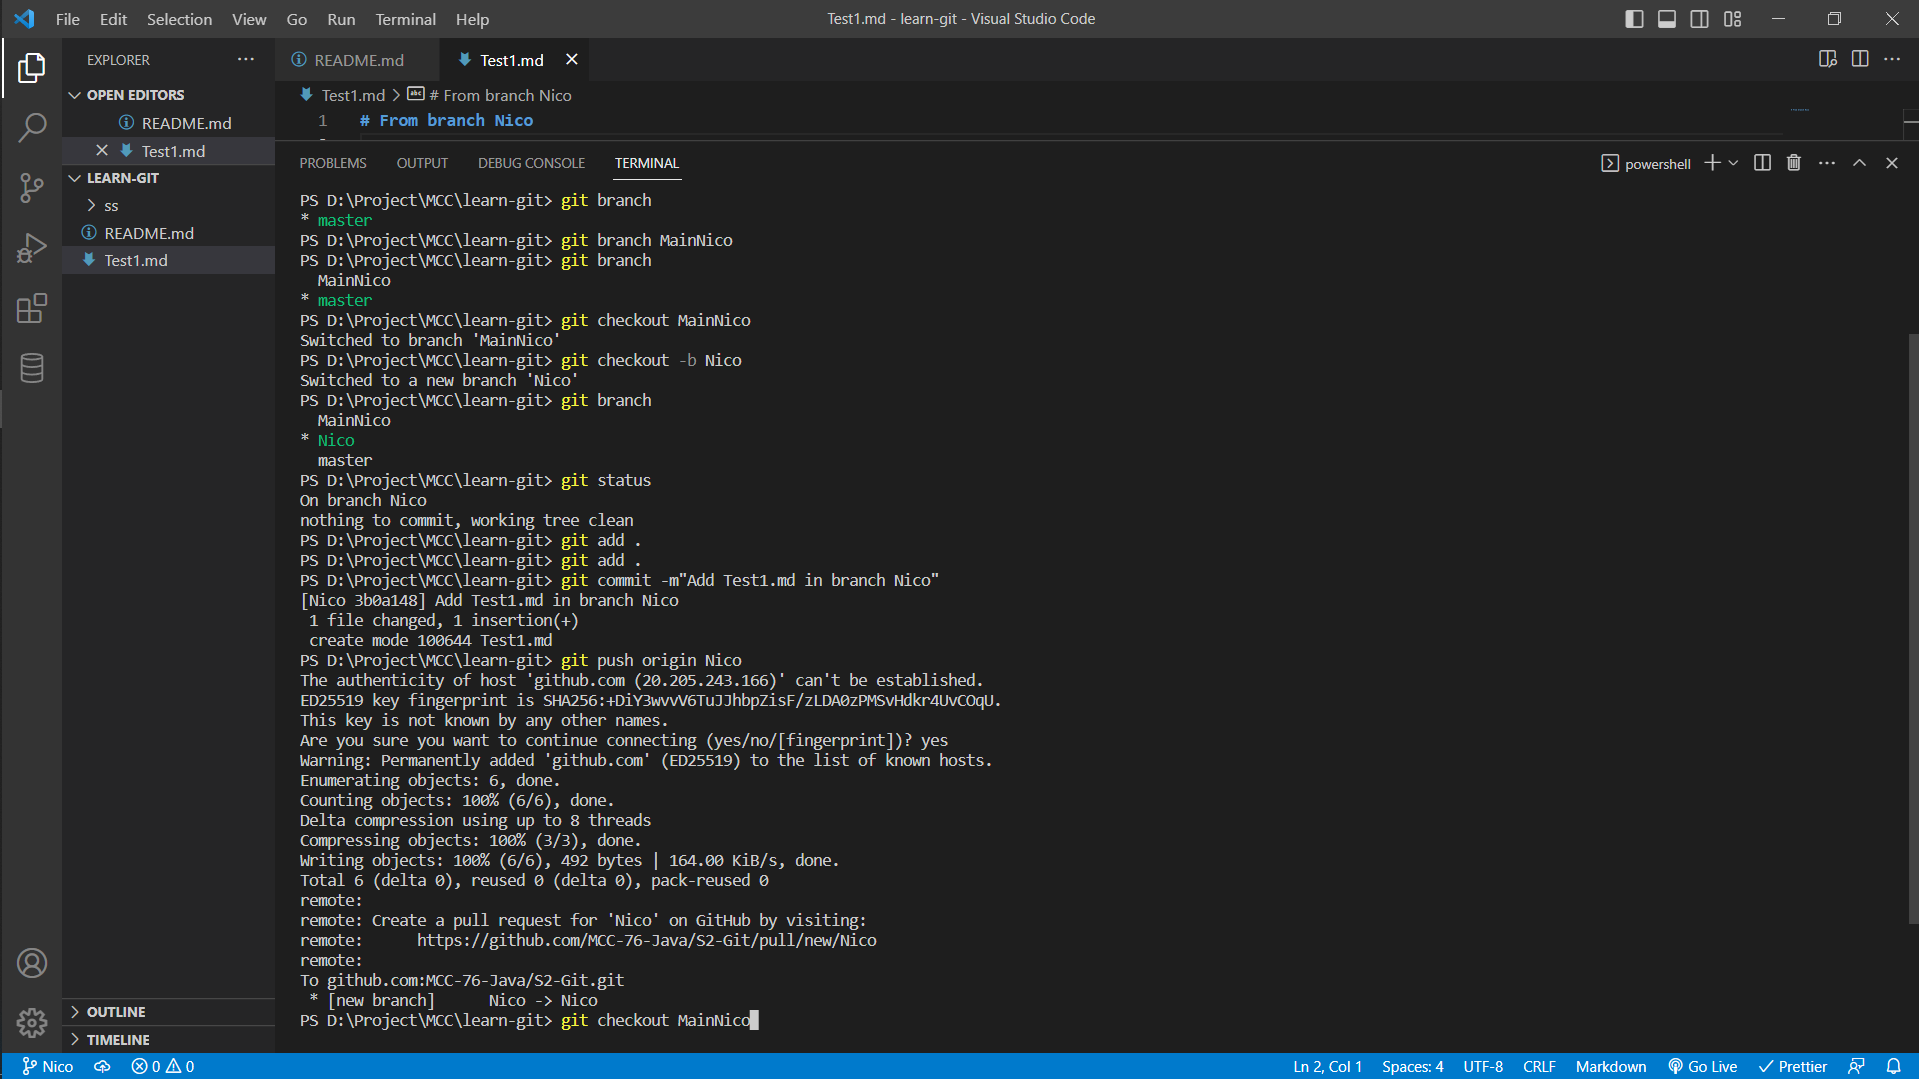 File Edit Selection View Go Run Terminal Help
Test1.md - learn-git - Visual Studio Code
EXPLORER
OPEN EDITORS
README.md
Test1.md
LEARN-GIT
ss
README.md
Test1.md
OUTLINE
TIMELINE
README.md
Test1.md
Test1.md > # From branch Nico
1 # From branch Nico
PROBLEMS OUTPUT DEBUG CONSOLE TERMINAL
powershell
PS D:\Project\MCC\learn-git> git branch
* master
PS D:\Project\MCC\learn-git> git branch MainNico
PS D:\Project\MCC\learn-git> git branch
MainNico
* master
PS D:\Project\MCC\learn-git> git checkout MainNico
Switched to branch 'MainNico'
PS D:\Project\MCC\learn-git> git checkout -b Nico
Switched to a new branch 'Nico'
PS D:\Project\MCC\learn-git> git branch
MainNico
* Nico
master
PS D:\Project\MCC\learn-git> git status
On branch Nico
nothing to commit, working tree clean
PS D:\Project\MCC\learn-git> git add .
PS D:\Project\MCC\learn-git> git add .
PS D:\Project\MCC\learn-git> git commit -m"Add Test1.md in branch Nico"
[Nico 3b0a148] Add Test1.md in branch Nico
1 file changed, 1 insertion(+)
create mode 100644 Test1.md
PS D:\Project\MCC\learn-git> git push origin Nico
The authenticity of host 'github.com (20.205.243.166)' can't be established.
ED25519 key fingerprint is SHA256:+DiY3wvvV6TuJJhbpZisF/zLDA0zPMSvHdkr4UvCOqU.
This key is not known by any other names.
Are you sure you want to continue connecting (yes/no/[fingerprint])? yes
Warning: Permanently added 'github.com' (ED25519) to the list of known hosts.
Enumerating objects: 6, done.
Counting objects: 100% (6/6), done.
Delta compression using up to 8 threads
Compressing objects: 100% (3/3), done.
Writing objects: 100% (6/6), 492 bytes | 164.00 KiB/s, done.
Total 6 (delta 0), reused 0 (delta 0), pack-reused 0
remote:
remote: Create a pull request for 'Nico' on GitHub by visiting:
remote: https://github.com/MCC-76-Java/S2-Git/pull/new/Nico
remote:
To github.com:MCC-76-Java/S2-Git.git
* [new branch] Nico -> Nico
PS D:\Project\MCC\learn-git> git checkout MainNico
Nico 0 0 Ln 2, Col 1 Spaces: 4 UTF-8 CRLF Markdown Go Live Prettier